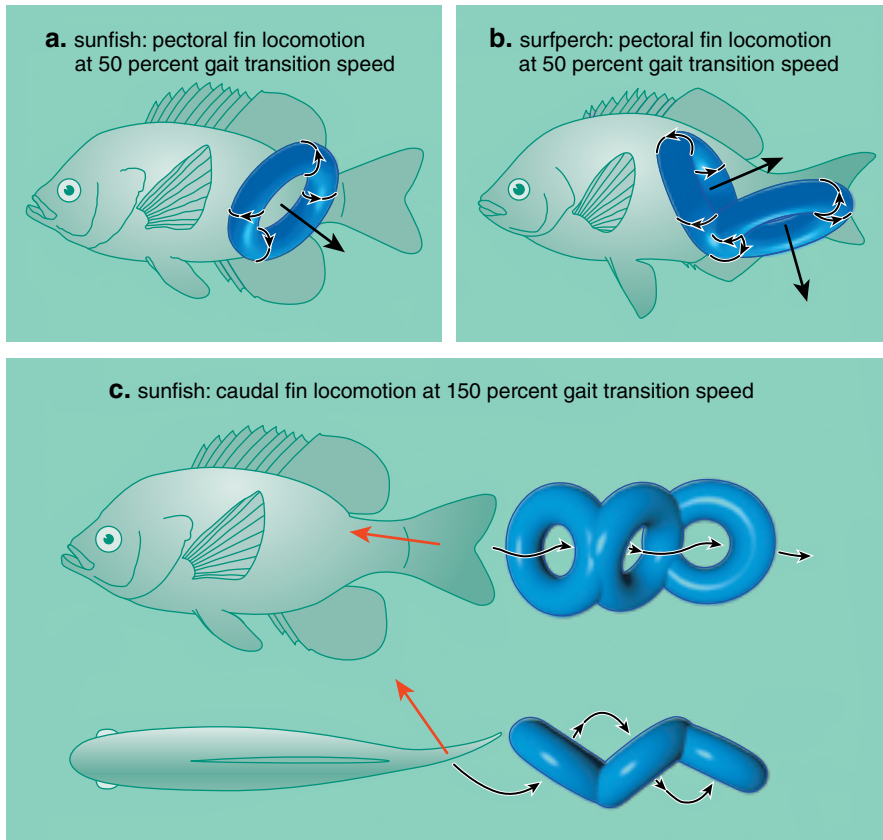 a. sunfish: pectoral fin locomotion
at 50 percent gait transition speed
b. surfperch: pectoral fin locomotion
at 50 percent gait transition speed
c. sunfish: caudal fin locomotion at 150 percent gait transition speed